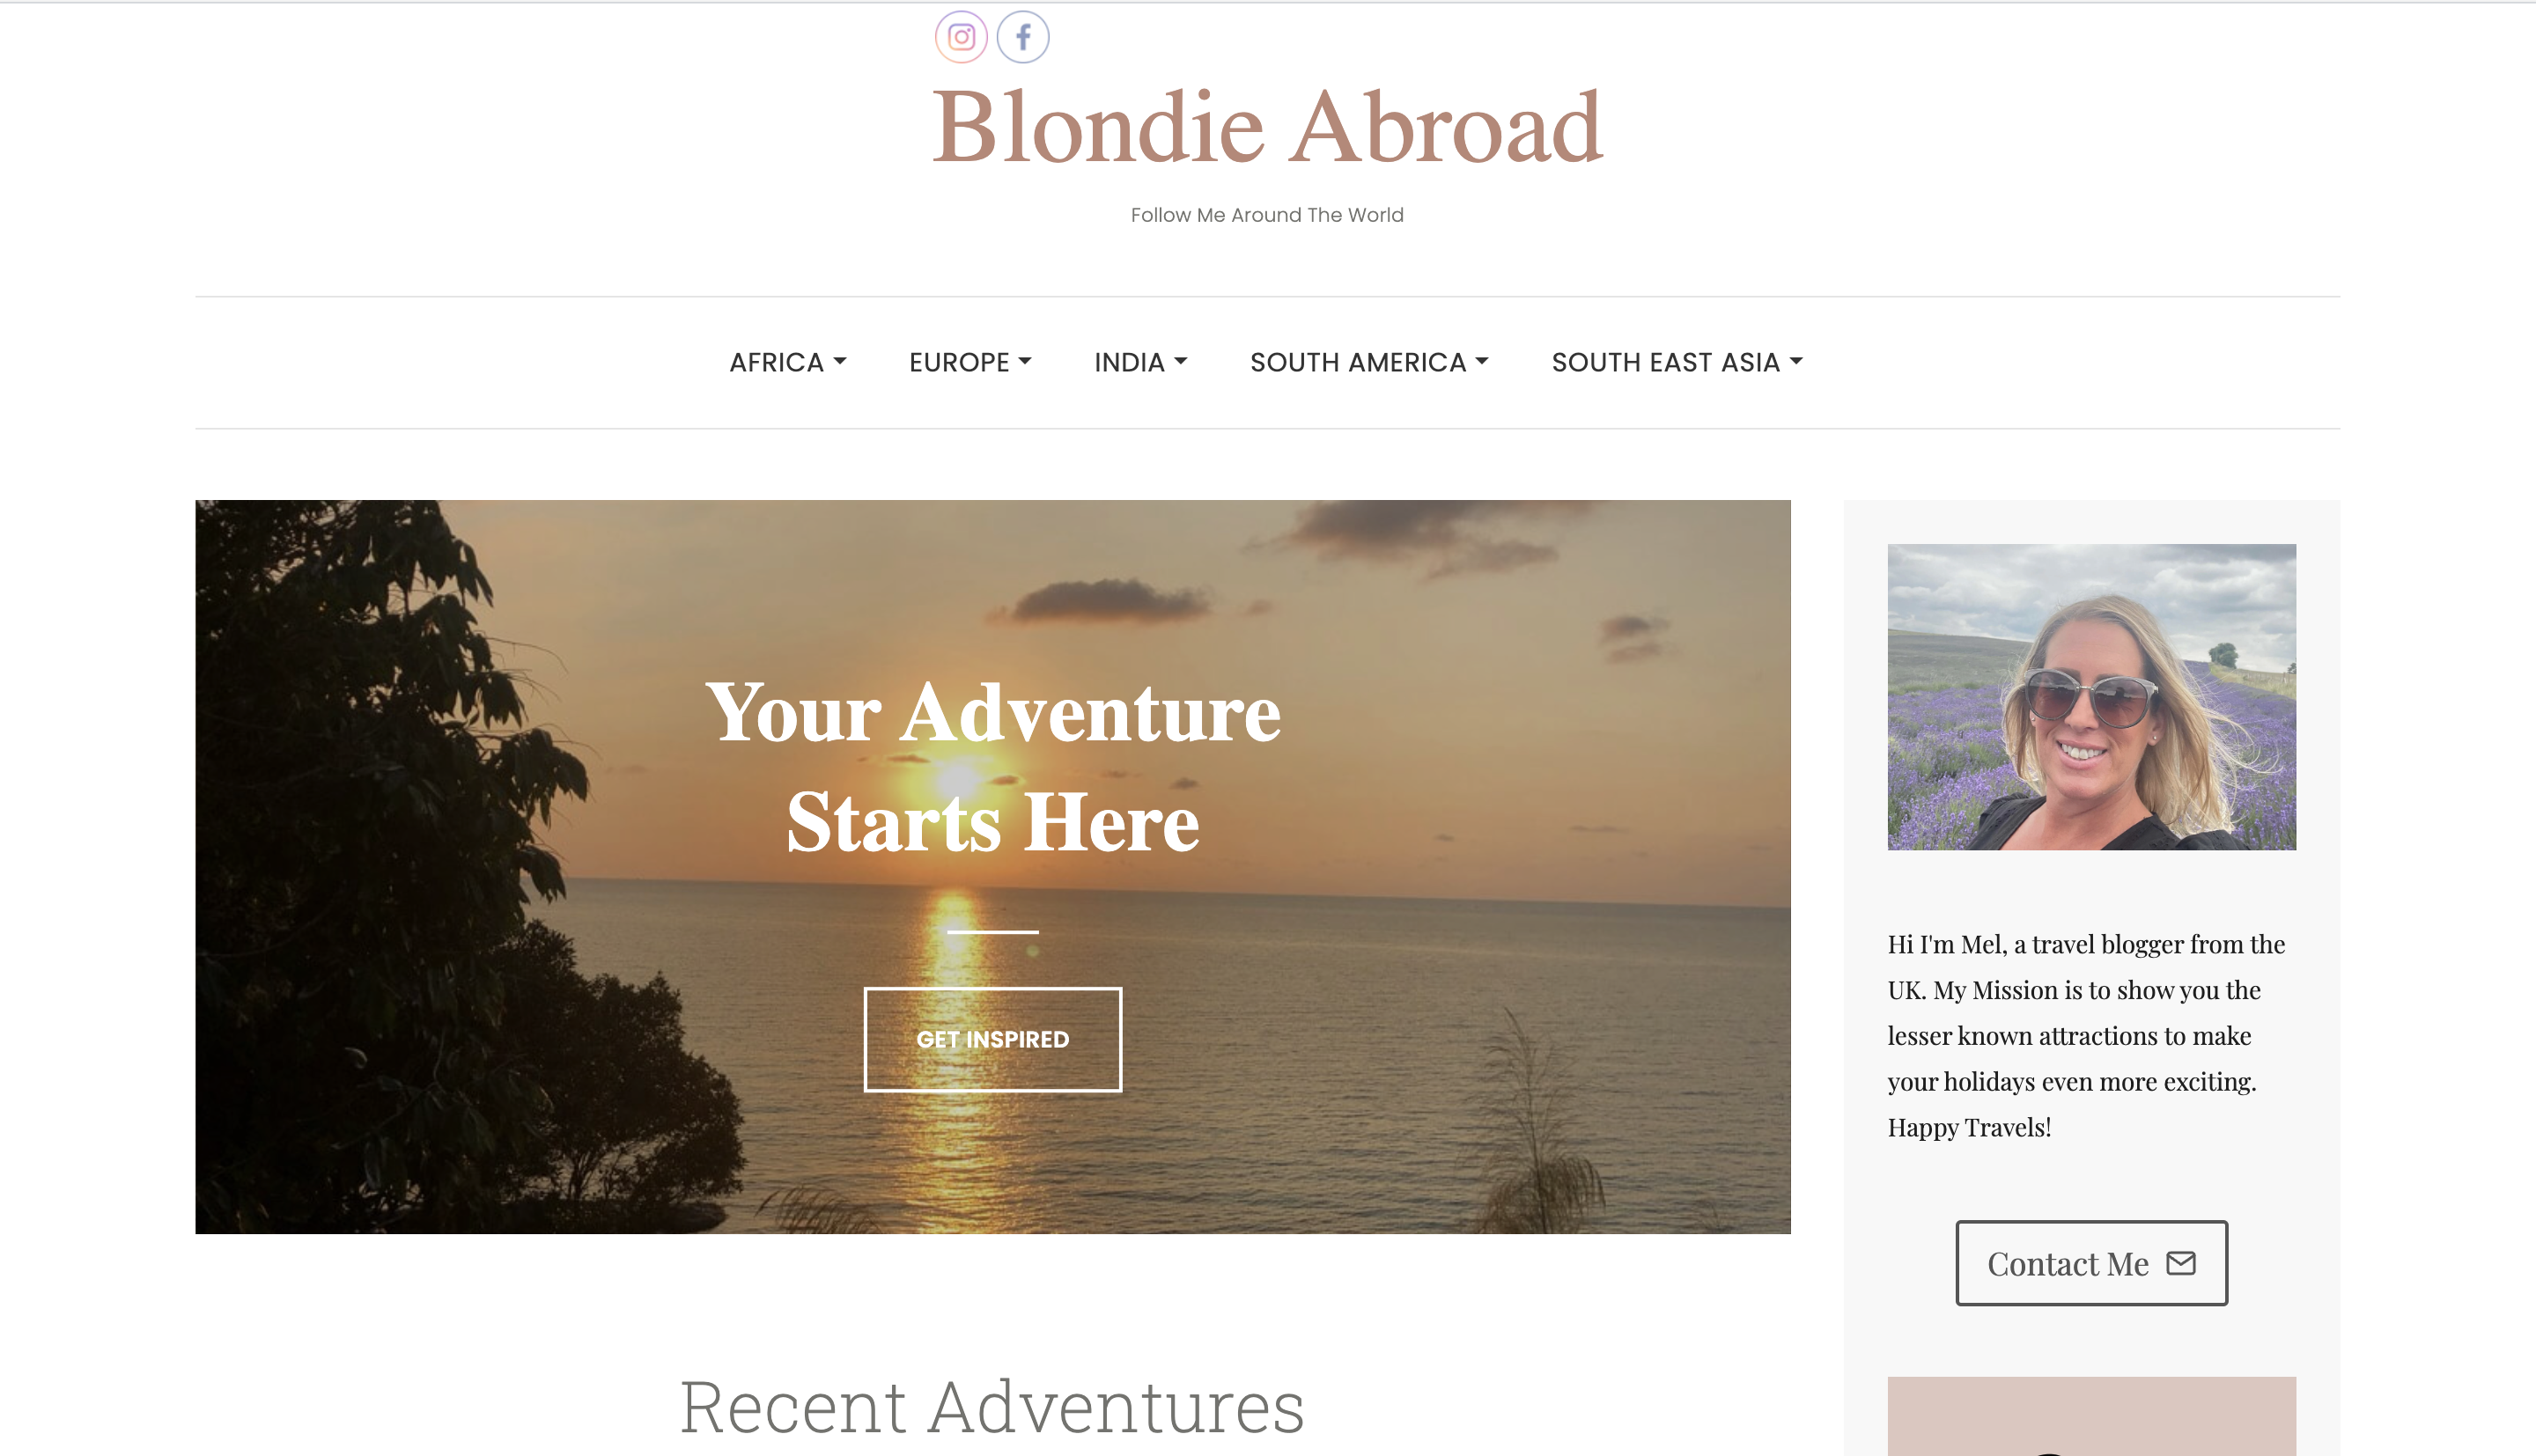 Blondie Abroad
Follow Me Around The World
AFRICA
EUROPE
INDIA
SOUTH AMERICA
SOUTH EAST ASIA
Your Adventure
Starts Here
GET INSPIRED
Hi I'm Mel, a travel blogger from the
UK. My Mission is to show you the
lesser known attractions to make
your holidays even more exciting.
Happy Travels!
Contact Me
Recent Adventures